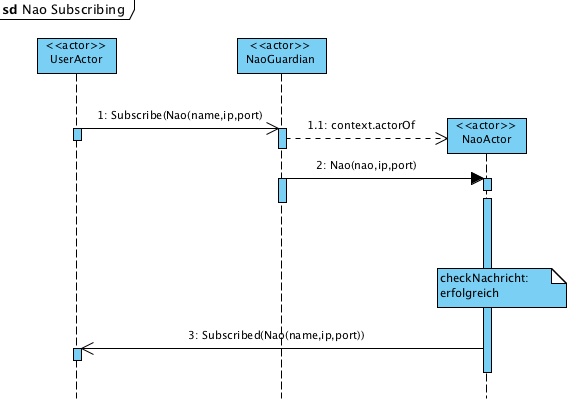 sd Nao Subscribing
<<actor>>
UserActor
<<actor>>
NaoGuardian
1: Subscribe(Nao(name,ip,port)
1.1: context.actorOf
<<actor>>
NaoActor
2: Nao(nao,ip,port)
checkNachricht:
erfolgreich
3: Subscribed(Nao(name,ip,port))